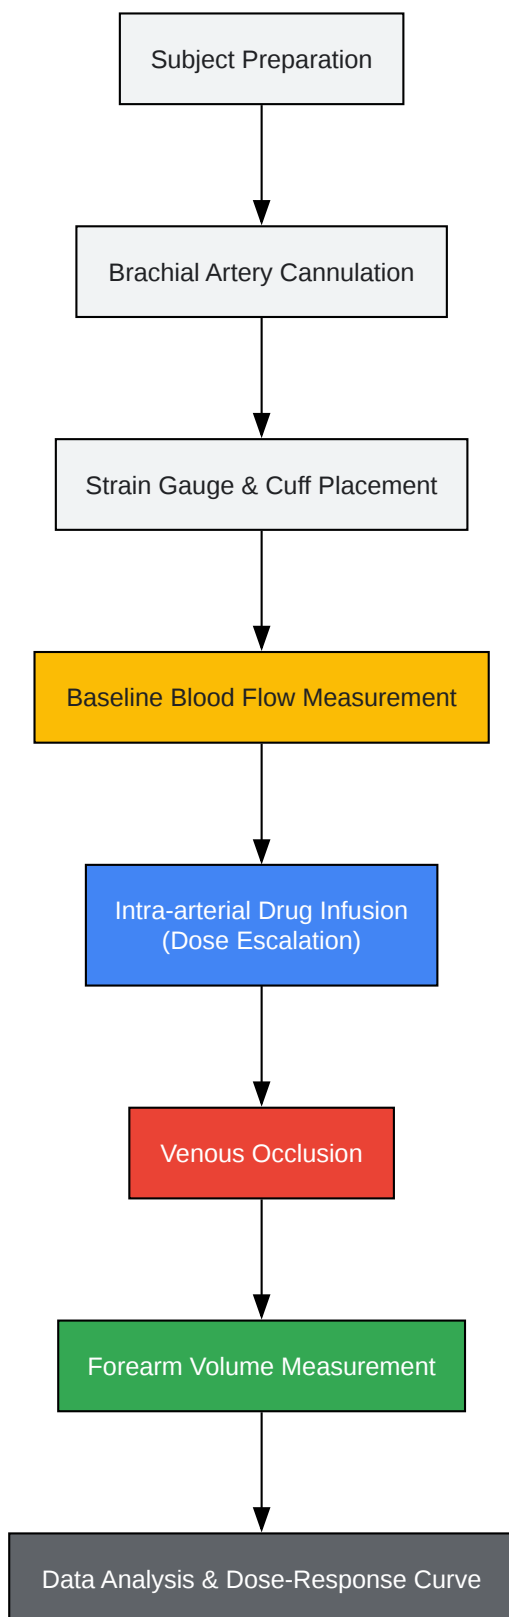 Subject Preparation
Brachial Artery Cannulation
Strain Gauge & Cuff Placement
Baseline Blood Flow Measurement
Intra-arterial Drug Infusion
(Dose Escalation)
Venous Occlusion
Forearm Volume Measurement
Data Analysis & Dose-Response Curve